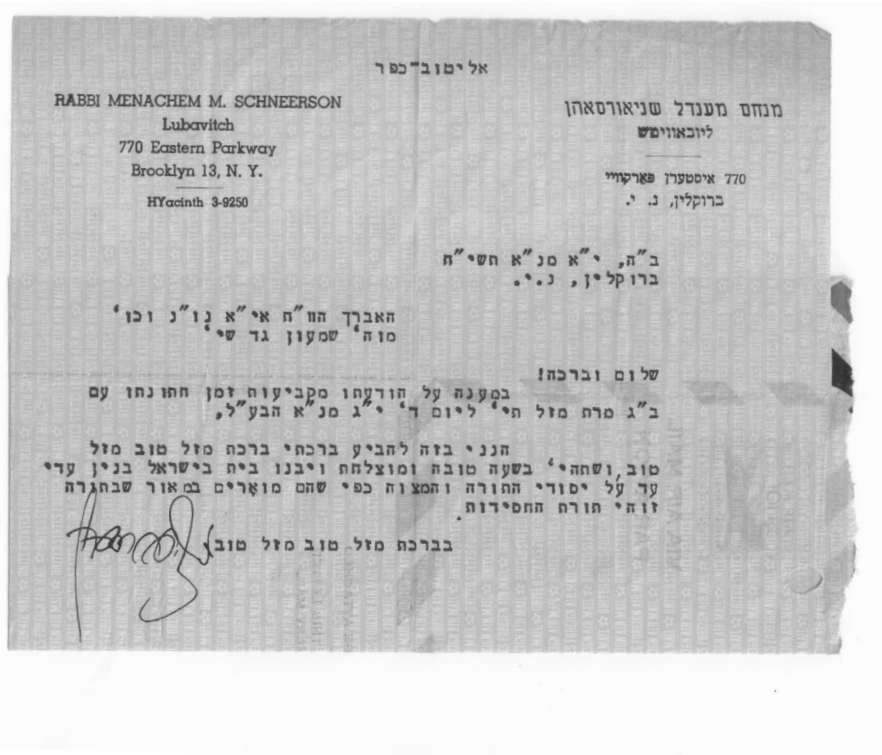 אליטוב־כפר
RABBI MENACHEM M. SCHNEERSON
Lubavitch
770 Eastern Parkway
Brooklyn 13, N. Y.
HYacinth 3-9250
מנחם מענדל שניאורסאהן
ליובאוויטש
770 איסטערן פארקוויי
ברוקלין, נ. י.
ב"ה, י"א מנ"א תשי"ח
ברוקלין, נ.י.
האברך הוו"ח אי"א נו"נ וכו'
מוה' שמעון גד שי'
שלום וברכה!
במענה על הודעתו מקביעות זמן חתונתו עם
ב"ג מרת מזל תי' ליום ד' י"ג מנ"א הבע"ל,
הנני בזה להביע ברכתי ברכת מזל טוב מזל
טוב,ושתהי' בשעה טובה ומוצלחת ויבנו בית בישראל בנין עדי
עד על יסודי התורה והמצוה כפי שהם מוארים במאור שבתורה
זוהי תורת החסידות.
בברכת מזל טוב מזל טוב